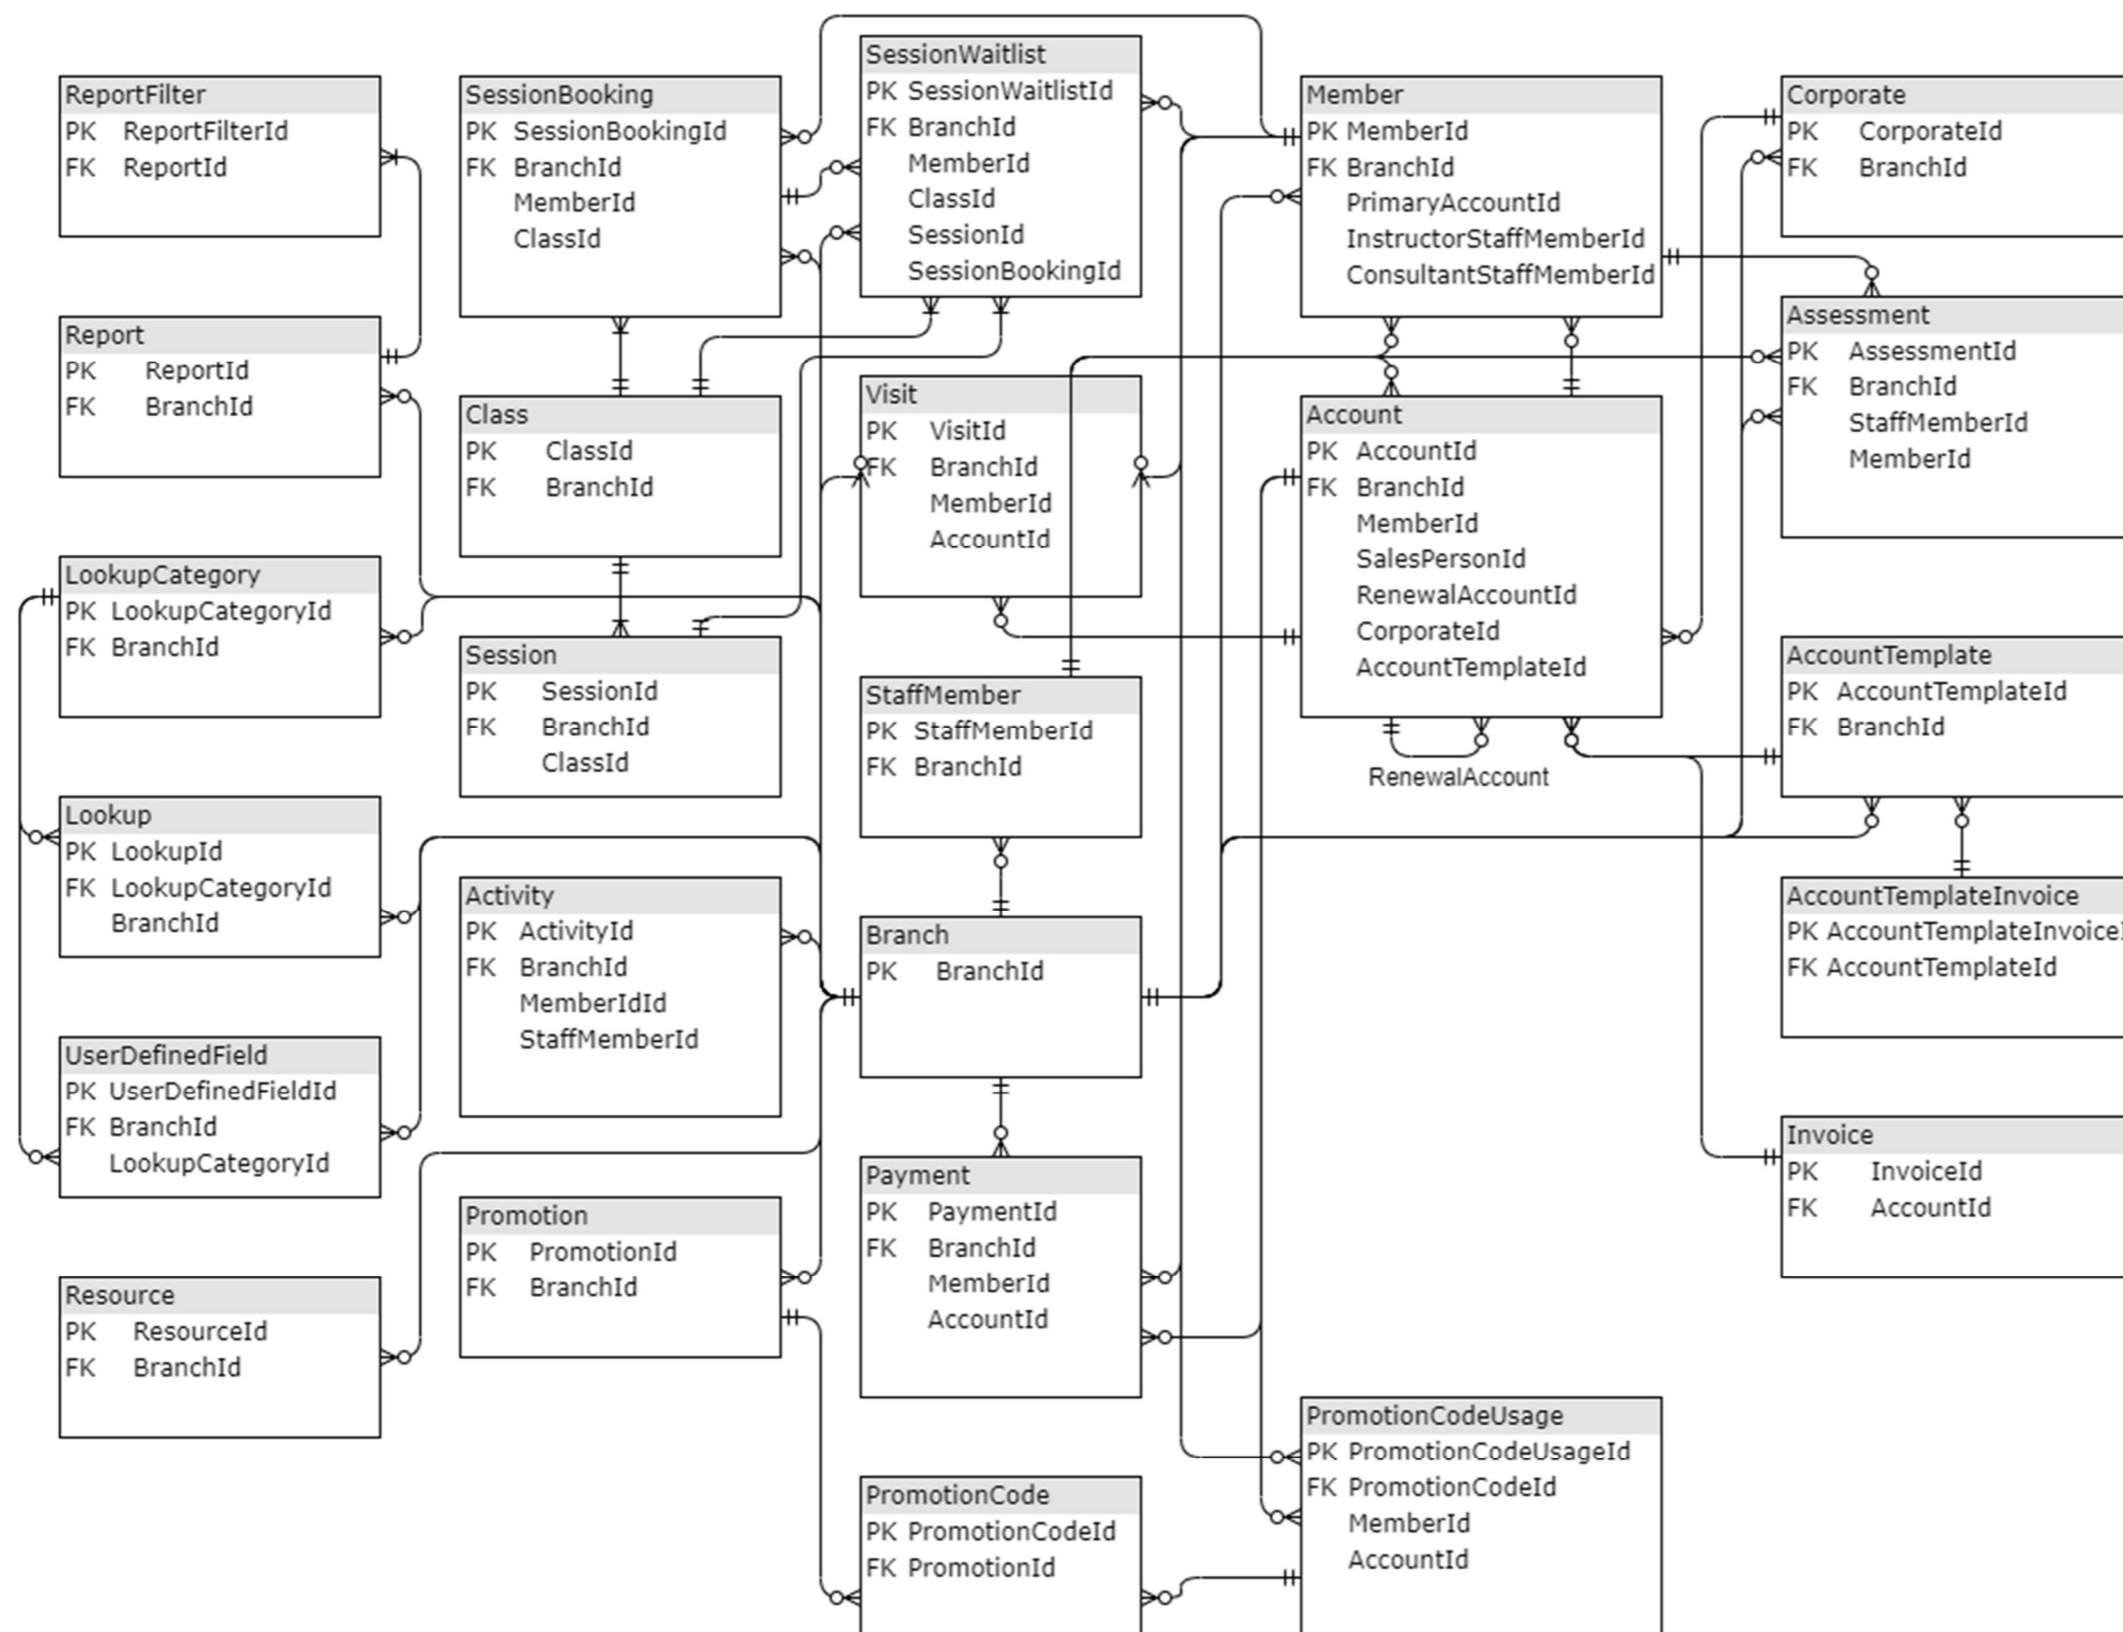 ReportFilter
PK ReportFilterId
FK ReportId
Report
PK ReportId
FK BranchId
LookupCategory
PK LookupCategoryId
FK BranchId
Lookup
PK LookupId
FK LookupCategoryId
BranchId
UserDefinedField
PK UserDefinedFieldId
FK BranchId
LookupCategoryId
Resource
PK ResourceId
FK BranchId
SessionBooking
PK SessionBookingId
FK BranchId
MemberId
ClassId
Class
PK ClassId
FK BranchId
Session
PK SessionId
FK BranchId
ClassId
Activity
PK ActivityId
FK BranchId
MemberIdId
StaffMemberId
Promotion
PK PromotionId
FK BranchId
SessionWaitlist
PK SessionWaitlistId
FK BranchId
MemberId
ClassId
SessionId
SessionBookingId
Visit
PK VisitId
FK BranchId
MemberId
AccountId
StaffMember
PK StaffMemberId
FK BranchId
Branch
PK BranchId
Payment
PK PaymentId
FK BranchId
MemberId
AccountId
PromotionCode
PK PromotionCodeId
FK PromotionId
Member
PK MemberId
FK BranchId
PrimaryAccountId
InstructorStaffMemberId
ConsultantStaffMemberId
Account
PK AccountId
FK BranchId
MemberId
SalesPersonId
RenewalAccountId
CorporateId
AccountTemplateId
RenewalAccount
PromotionCodeUsage
PK PromotionCodeUsageId
FK PromotionCodeId
MemberId
AccountId
Corporate
PK CorporateId
FK BranchId
Assessment
PK AssessmentId
FK BranchId
StaffMemberId
MemberId
AccountTemplate
PK AccountTemplateId
FK BranchId
AccountTemplateInvoice
PK AccountTemplateInvoiceI
FK AccountTemplateId
Invoice
PK InvoiceId
FK AccountId